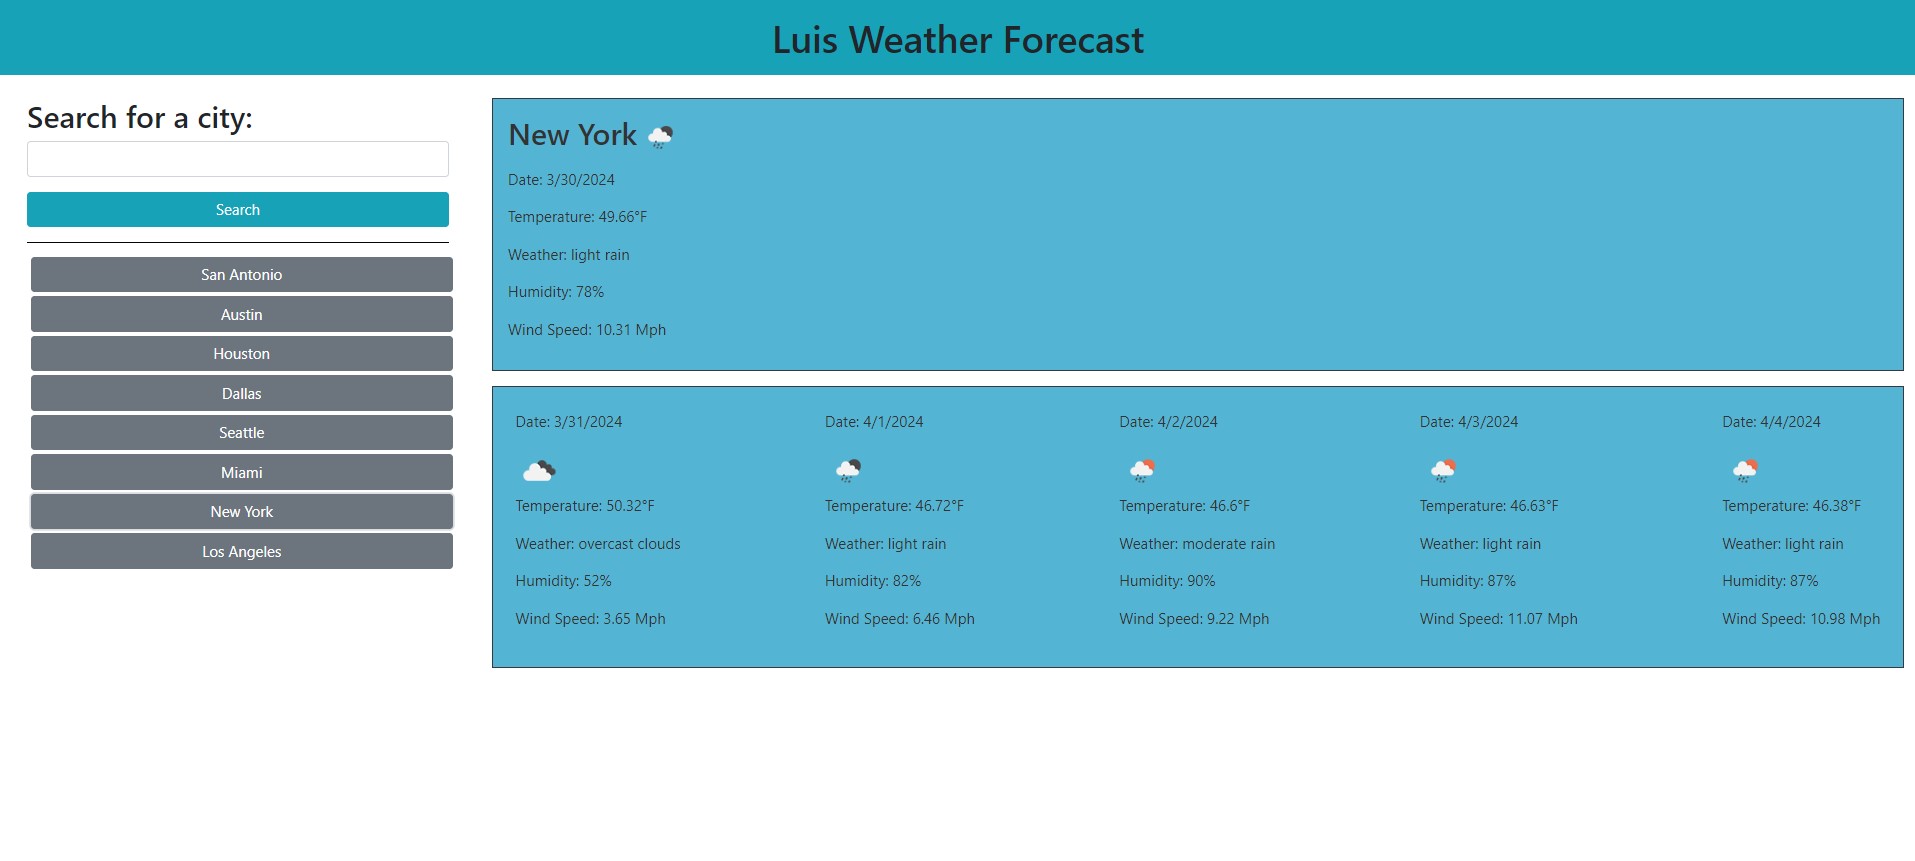 Luis Weather Forecast
Search for a city:
Search
San Antonio
Austin
Houston
Dallas
Seattle
Miami
New York
Los Angeles
New York
Date: 3/30/2024
Temperature: 49.66°F
Weather: light rain
Humidity: 78%
Wind Speed: 10.31 Mph
Date: 3/31/2024
Temperature: 50.32°F
Weather: overcast clouds
Humidity: 52%
Wind Speed: 3.65 Mph
Date: 4/1/2024
Temperature: 46.72°F
Weather: light rain
Humidity: 82%
Wind Speed: 6.46 Mph
Date: 4/2/2024
Temperature: 46.6°F
Weather: moderate rain
Humidity: 90%
Wind Speed: 9.22 Mph
Date: 4/3/2024
Temperature: 46.63°F
Weather: light rain
Humidity: 87%
Wind Speed: 11.07 Mph
Date: 4/4/2024
Temperature: 46.38°F
Weather: light rain
Humidity: 87%
Wind Speed: 10.98 Mph